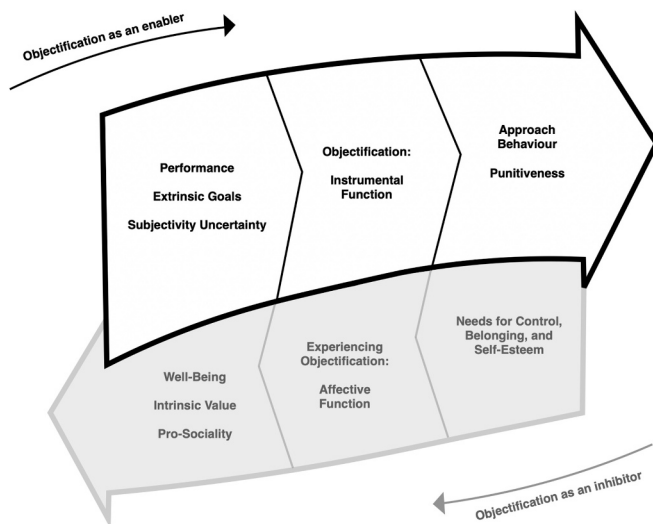 Objectification as an enabler
Performance
Extrinsic Goals
Subjectivity Uncertainty
Objectification:
Instrumental
Function
Approach
Behaviour
Punitiveness
Well-Being
Intrinsic Value
Pro-Sociality
Experiencing
Objectification:
Affective
Function
Needs for Control,
Belonging, and
Self-Esteem
Objectification as an inhibitor